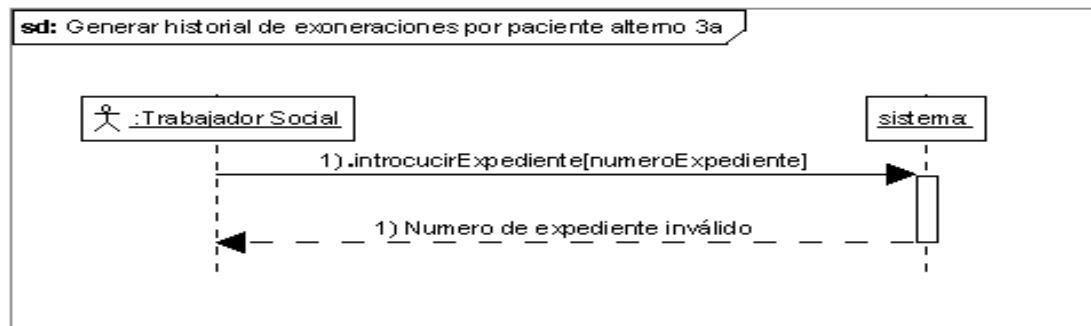 sd: Generar historial de exoneraciones por paciente alterno 3a
:Trabajador Social
sistema:
1).introcucirExpediente[numeroExpediente]
1) Numero de expediente inválido